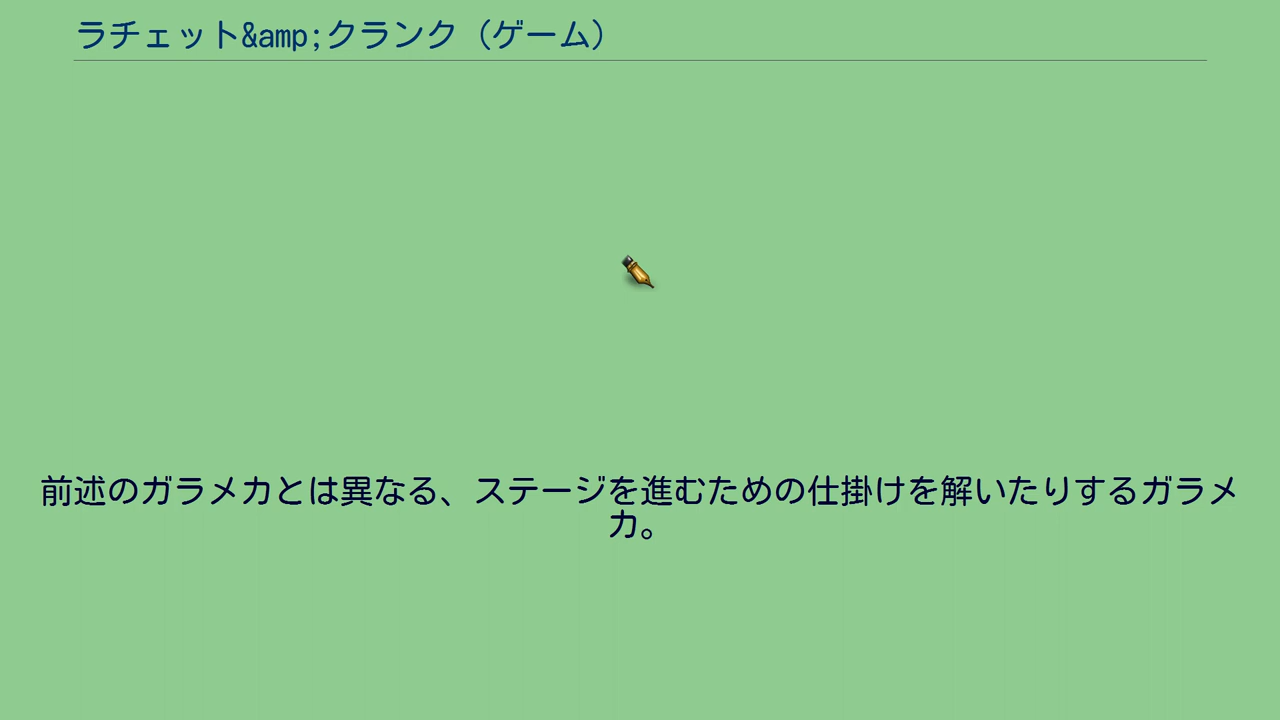 ラチェット&amp;クランク（ゲーム）
前述のガラメカとは異なる、ステージを進むための仕掛けを解いたりするガラメ
カ。